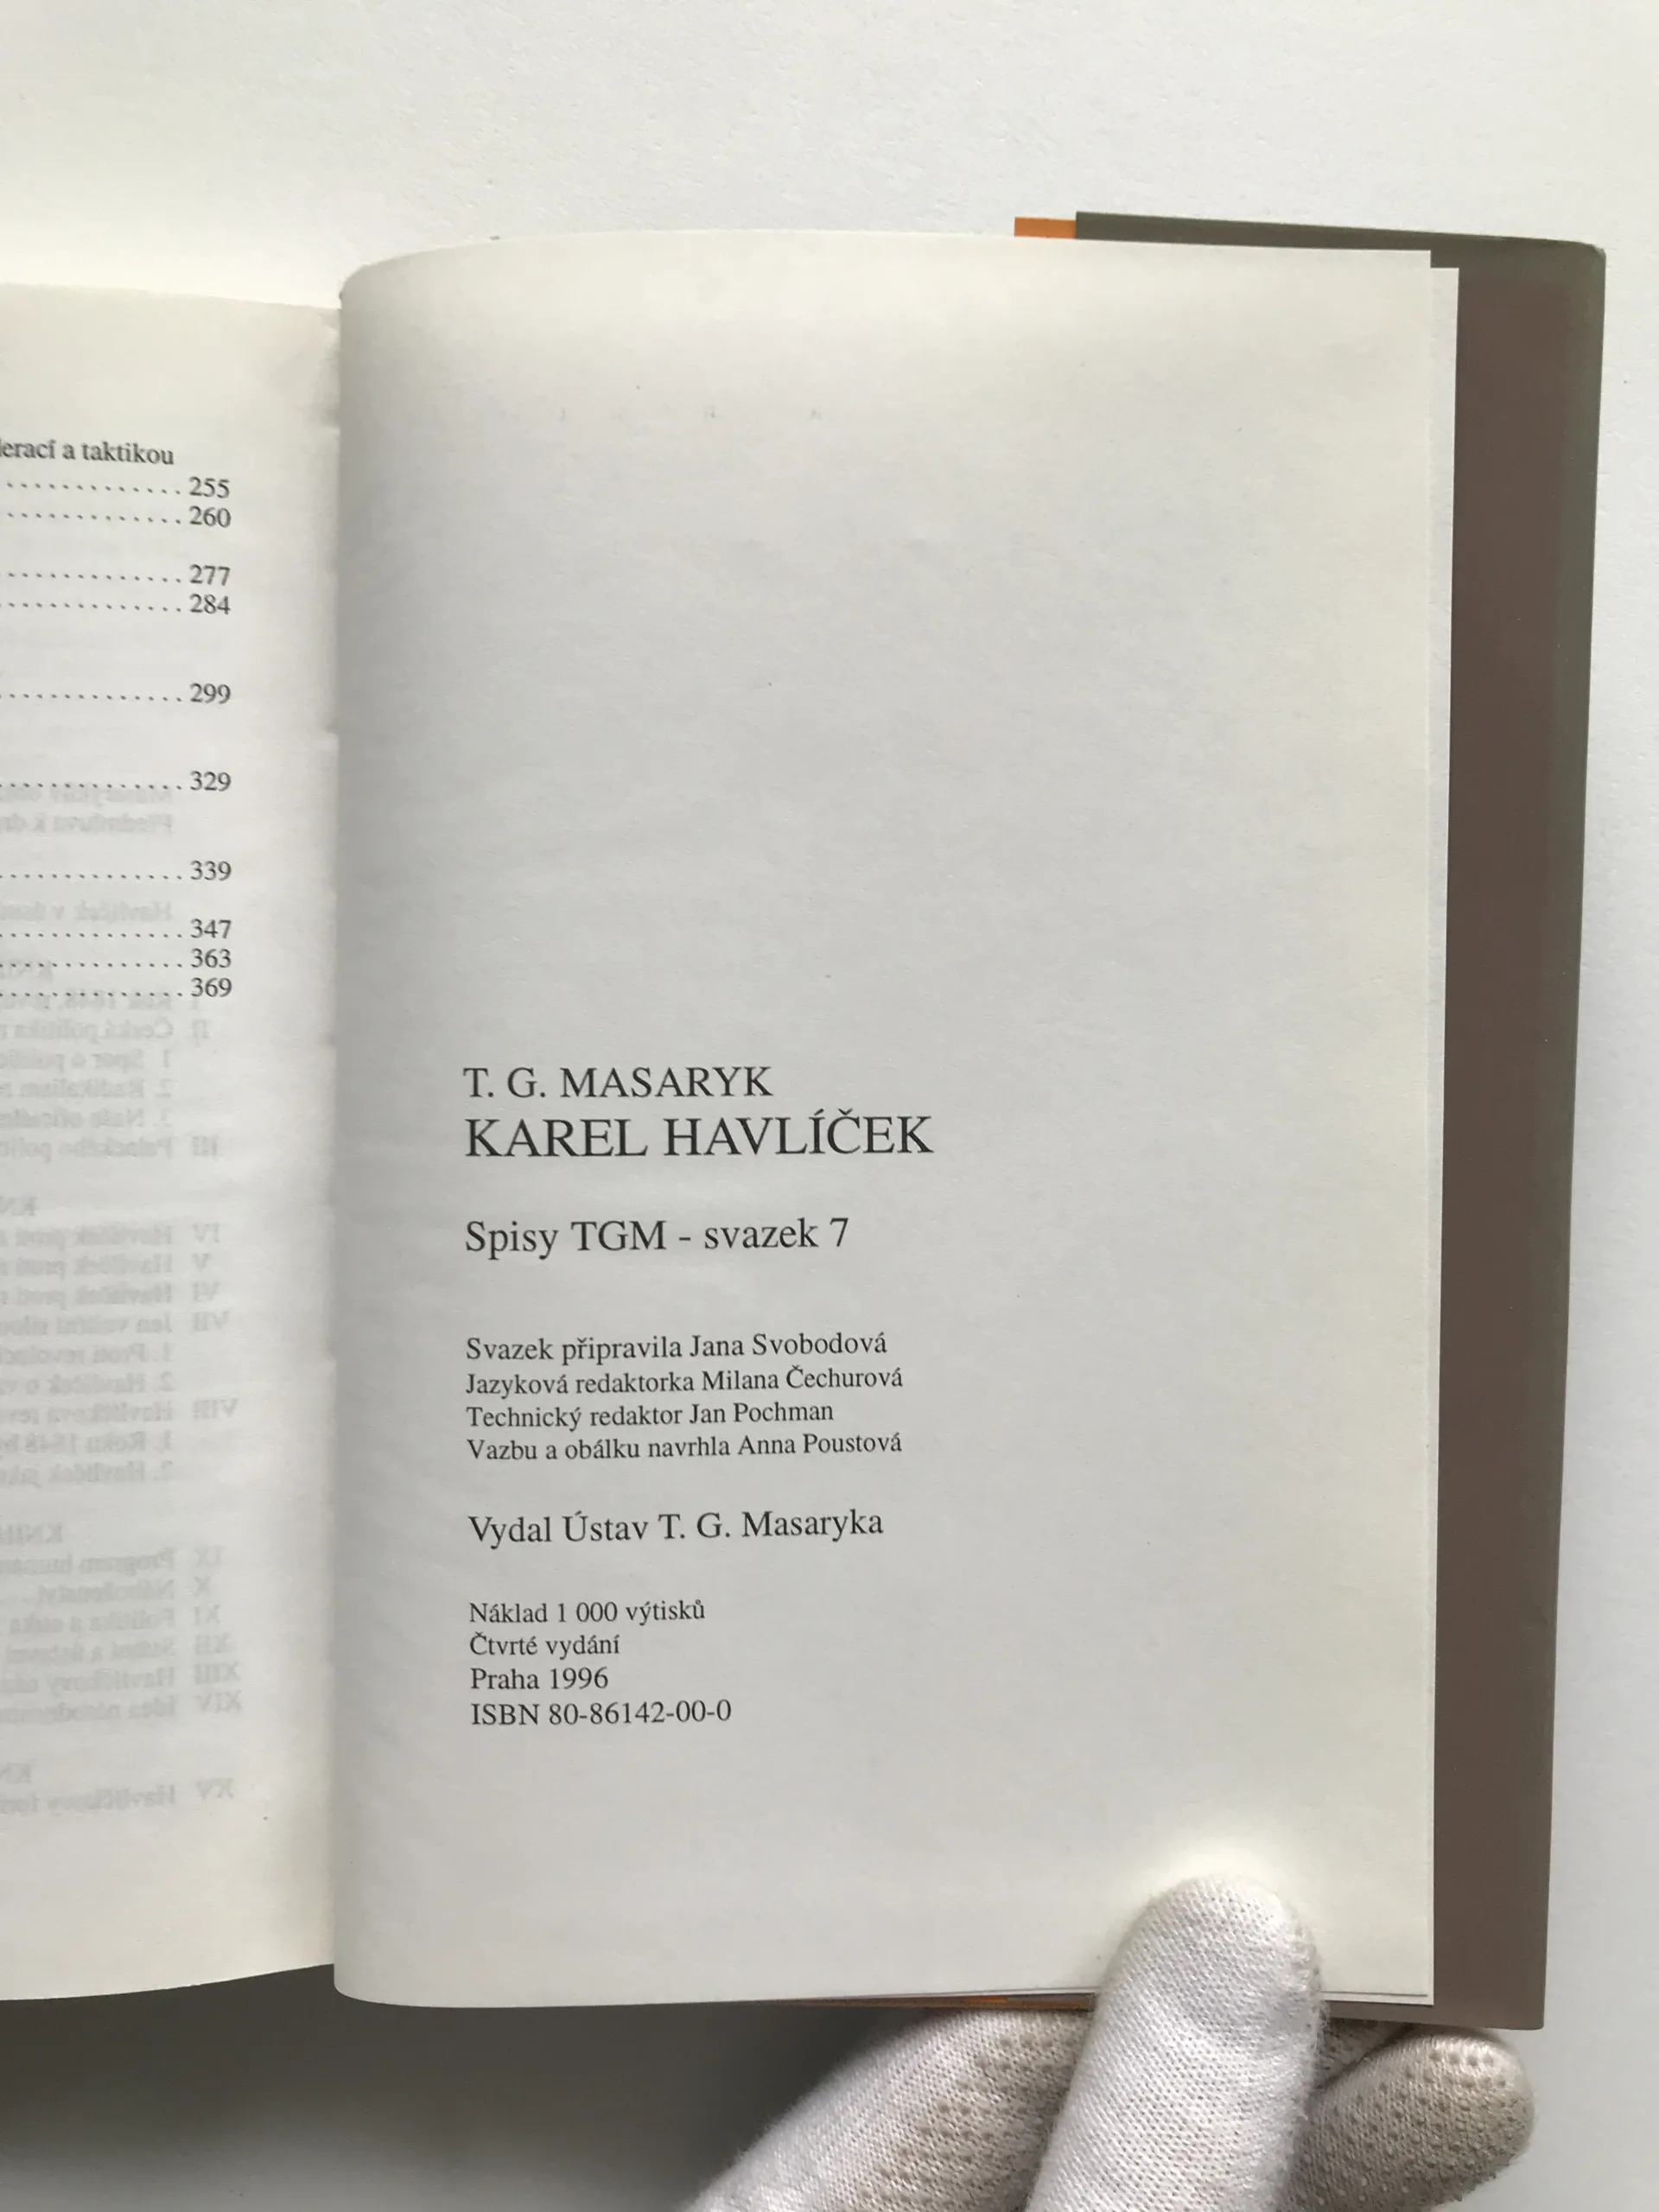 a taktikou
255
260
277
284
299
329
339
347
363
369
T. G. MASARYK
KAREL HAVLÍČEK
Spisy TGM - svazek 7
Svazek připravila Jana Svobodová
Jazyková redaktorka Milana Čechurová
Technický redaktor Jan Pochman
Vazbu a obálku navrhla Anna Poustová
Vydal Ústav T. G. Masaryka
Náklad 1 000 výtisků
Čtvrté vydání
Praha 1996
ISBN 80-86142-00-0